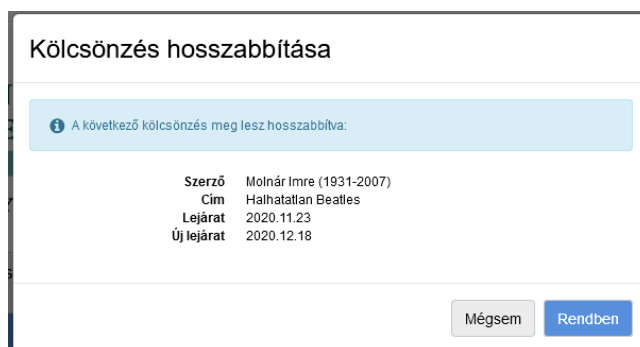 Kölcsönzés hosszabbítása
A következő kölcsönzés meg lesz hosszabbítva:
Szerző Molnár Imre (1931-2007)
Cím Halhatatlan Beatles
Lejárat 2020.11.23
Új lejárat 2020.12.18
Mégsem Rendben